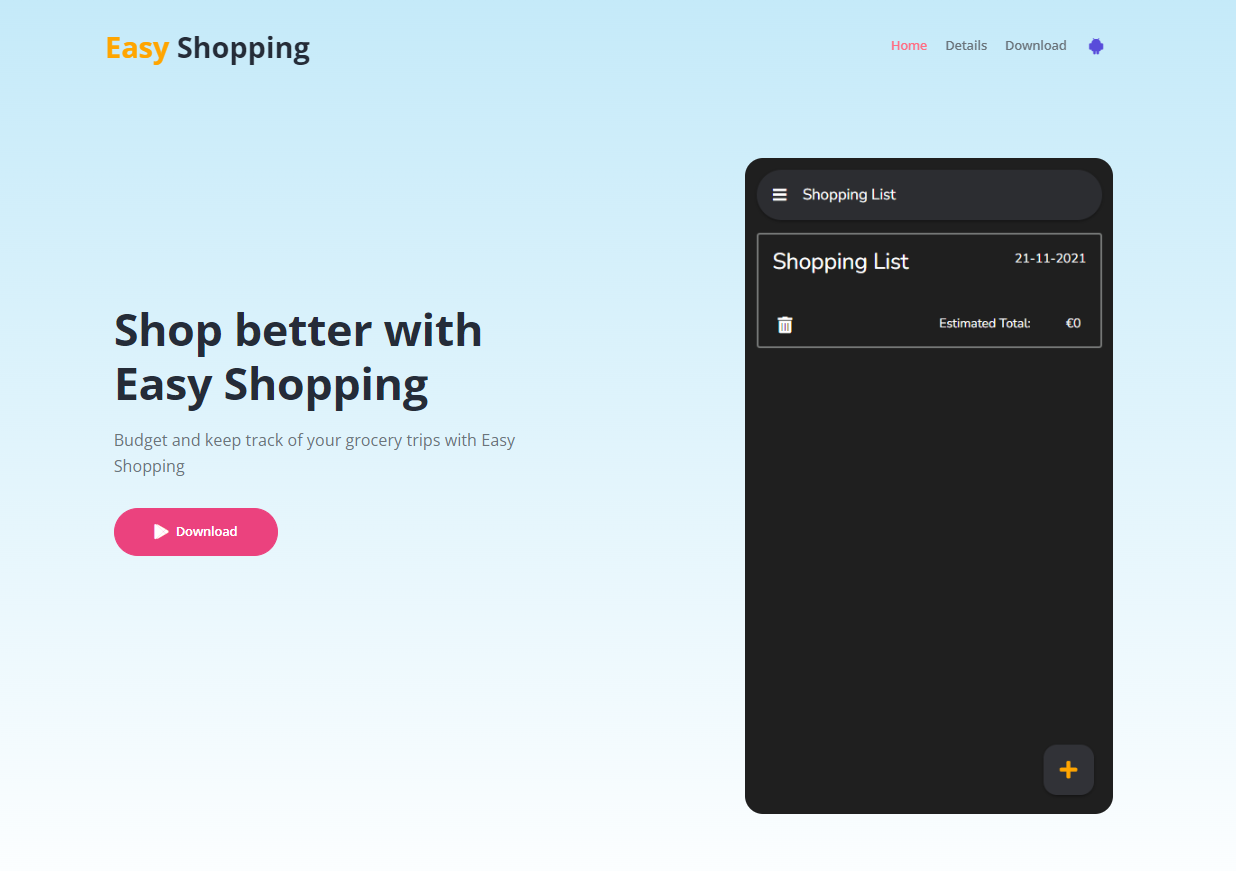 Easy Shopping
Home Details Download
Shop better with
Easy Shopping
Budget and keep track of your grocery trips with Easy
Shopping
Download
Shopping List
Shopping List
21-11-2021
Estimated Total: €0